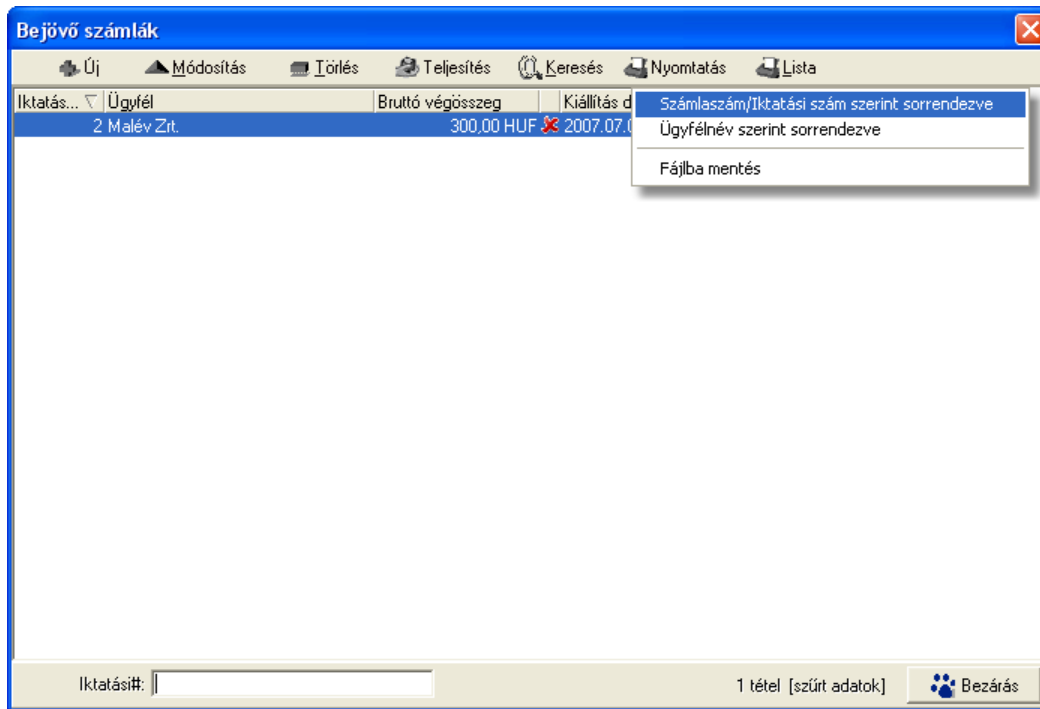 Bejövő számlák
Új Módosítás Törlés Teljesítés Keresés Nyomtatás Lista
Iktatás... Ügyfél Bruttó végösszeg Kiállítás d
2 Malév Zrt. 300,00 HUF 2007.07.0
Számlaszám/Iktatási szám szerint sorrendezve
Ügyfélnév szerint sorrendezve
Fájlba mentés
Iktatási#: 1 tétel [szűrt adatok] Bezárás